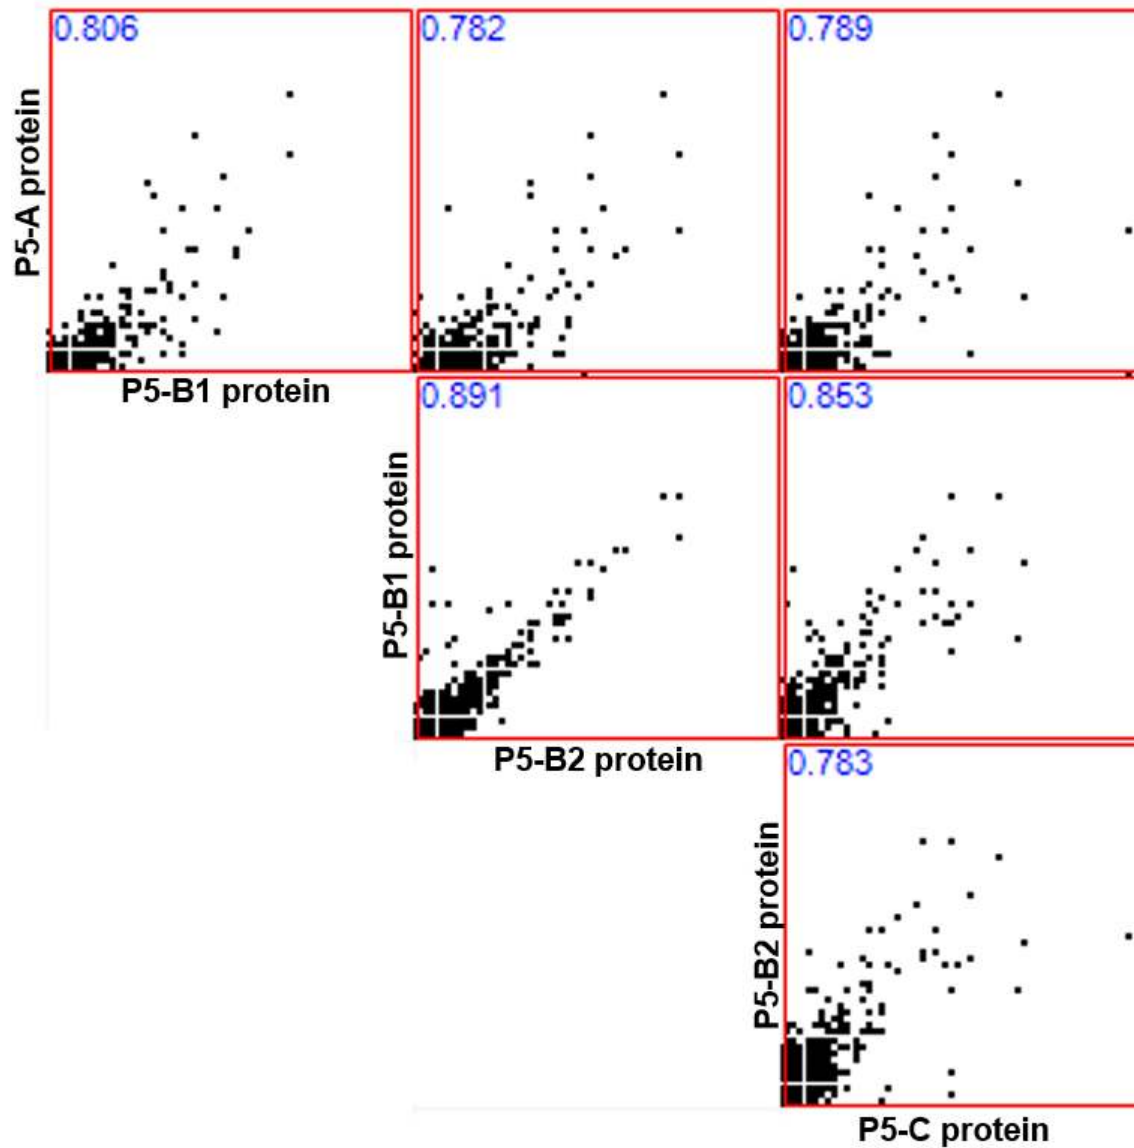 0.806
0.782
0.789
P5-A protein
P5-B1 protein
0.891
0.853
P5-B1 protein
P5-B2 protein
0.783
P5-B2 protein
P5-C protein